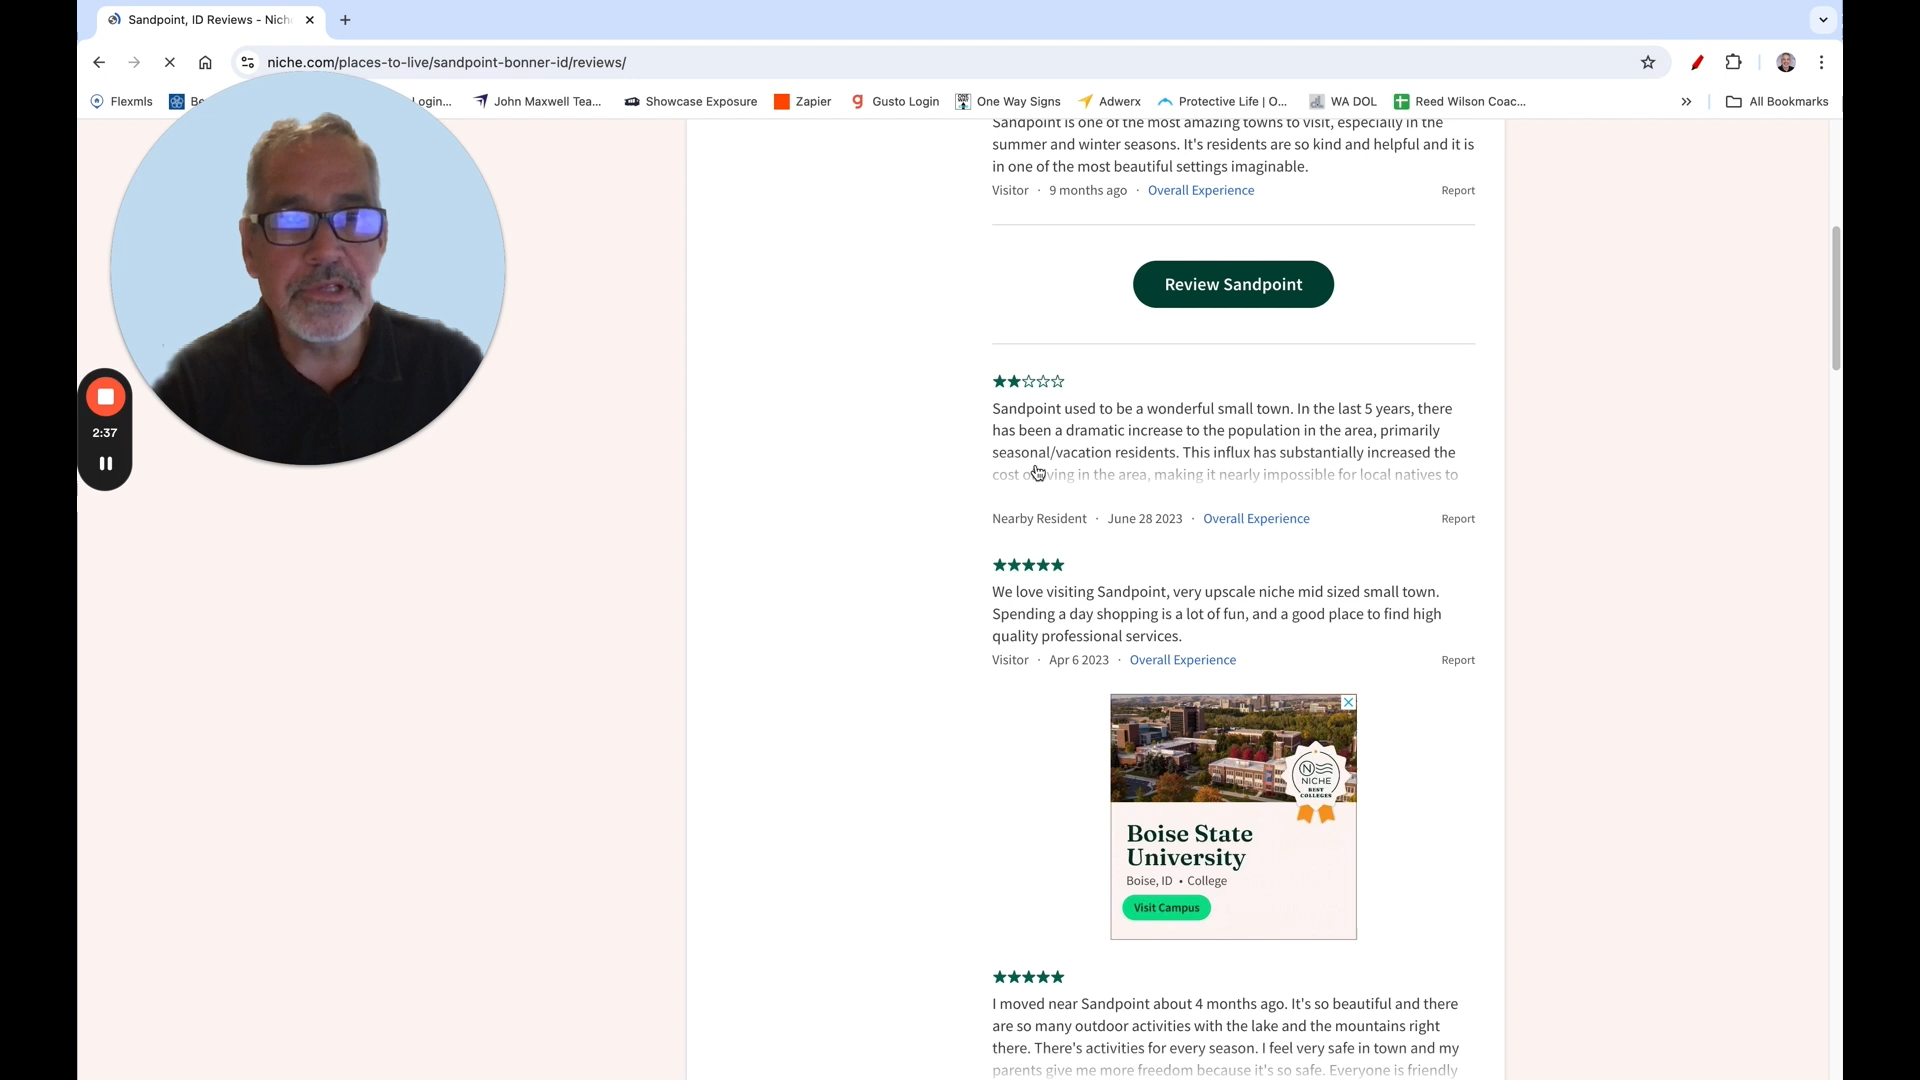 Sandpoint, ID Reviews - Nich
niche.com/places-to-live/sandpoint-bonner-id/reviews/
Flexmls
Be
Login...
John Maxwell Tea...
Showcase Exposure
Zapier
Gusto Login
One Way Signs
Adwerx
Protective Life | O...
WA DOL
Reed Wilson Coac...
All Bookmarks
Sandpoint is one of the most amazing towns to visit, especially in the
summer and winter seasons. It's residents are so kind and helpful and it is
in one of the most beautiful settings imaginable.
Visitor · 9 months ago · Overall Experience Report
Review Sandpoint
2:37
Sandpoint used to be a wonderful small town. In the last 5 years, there
has been a dramatic increase to the population in the area, primarily
seasonal/vacation residents. This influx has substantially increased the
cost of living in the area, making it nearly impossible for local natives to
Nearby Resident · June 28 2023 · Overall Experience Report
We love visiting Sandpoint, very upscale niche mid sized small town.
Spending a day shopping is a lot of fun, and a good place to find high
quality professional services.
Visitor · Apr 6 2023 · Overall Experience Report
N NICHE
BEST
COLLEGES
Boise State
University
Boise, ID • College
Visit Campus
I moved near Sandpoint about 4 months ago. It's so beautiful and there
are so many outdoor activities with the lake and the mountains right
there. There's activities for every season. I feel very safe in town and my
parents give me more freedom because it's so safe. Everyone is friendly